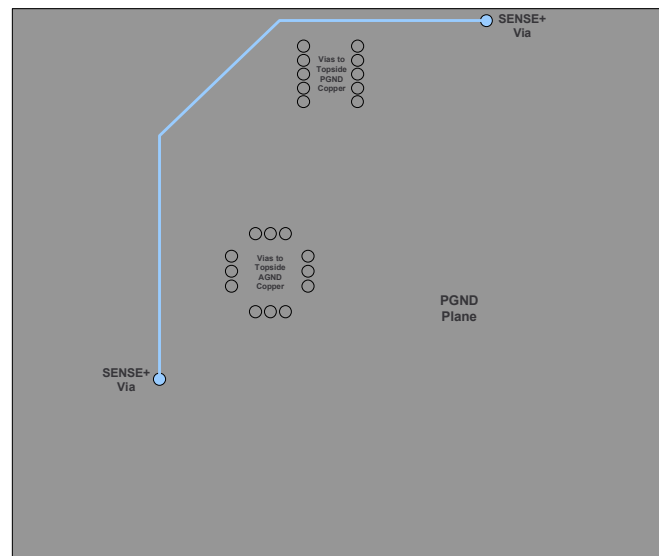 SENSE+
Via
Vias to
Topside
PGND
Copper
Vias to
Topside
AGND
Copper
PGND
Plane
SENSE+
Via